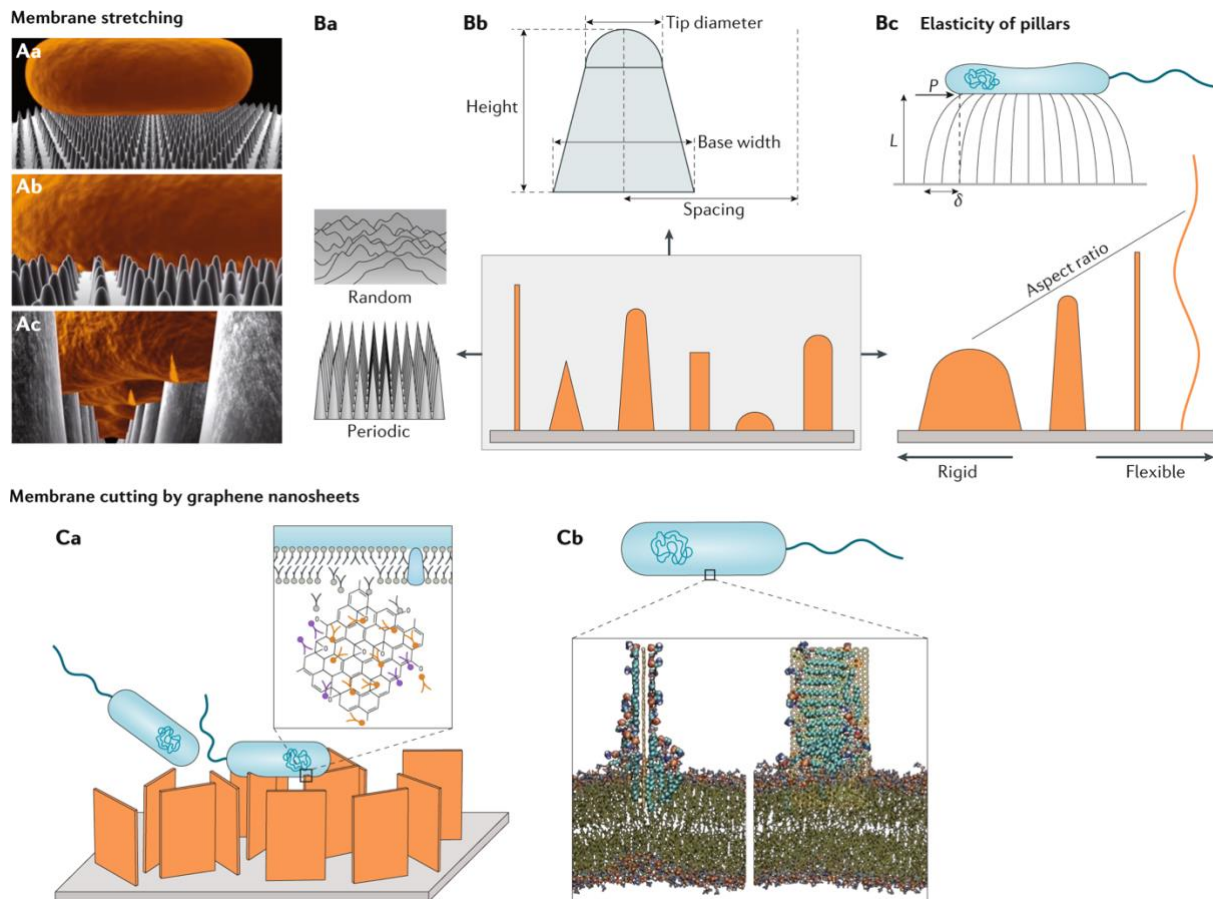 Membrane stretching
Aa
Ab
Ac
Ba
Random
Periodic
Bb
Tip diameter
Height
Base width
Spacing
Bc Elasticity of pillars
P
L
δ
Aspect ratio
Rigid
Flexible
Membrane cutting by graphene nanosheets
Ca
Cb